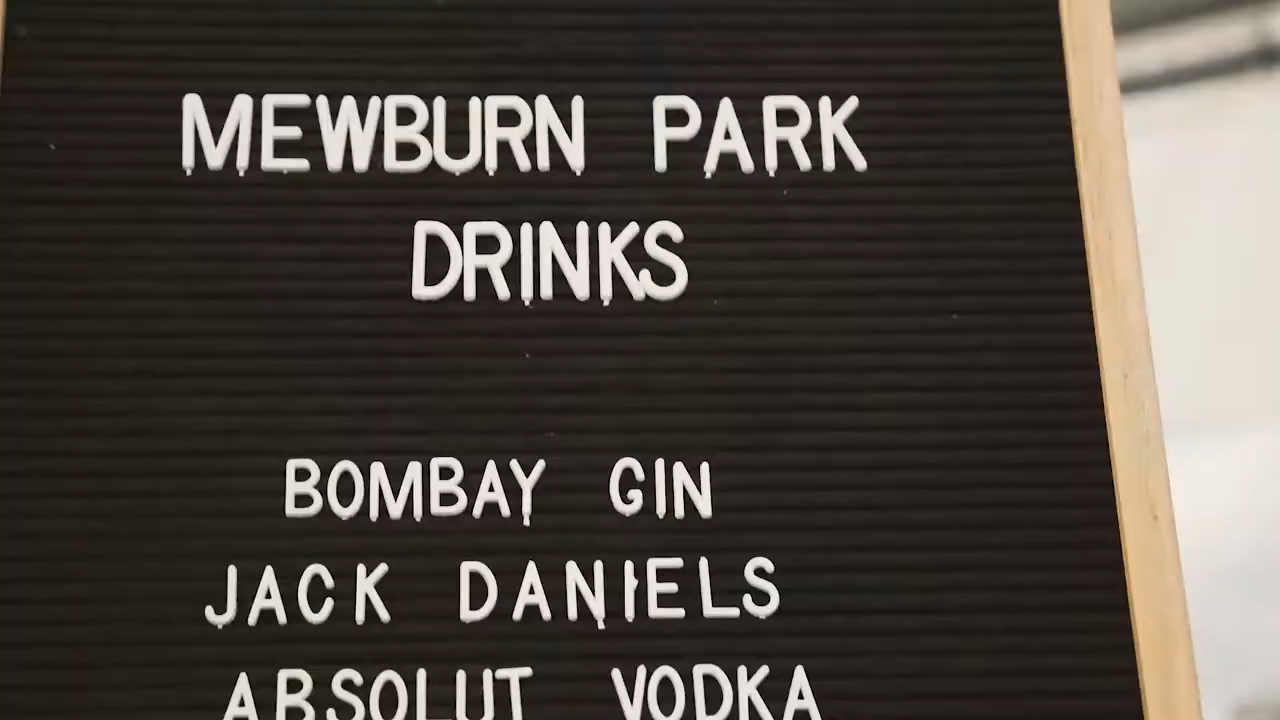 MEWBURN PARK
DRINKS
BOMBAY GIN
JACK DANIELS
ABSOLUT VODKA